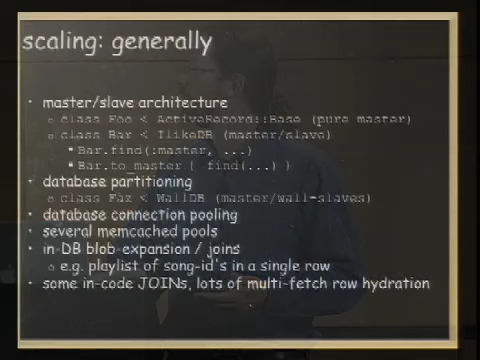 scaling: generally
• master/slave architecture
class Foo < ActiveRecord::Base (pure master)
class Bar < IlikeDB (master/slave)
Bar.find(:master, ...)
Bar.to_master { find(...) }
• database partitioning
class Faz < WallDB (master/wall-slaves)
• database connection pooling
• several memcached pools
• in-DB blob-expansion / joins
e.g. playlist of song-id's in a single row
• some in-code JOINs, lots of multi-fetch row hydration